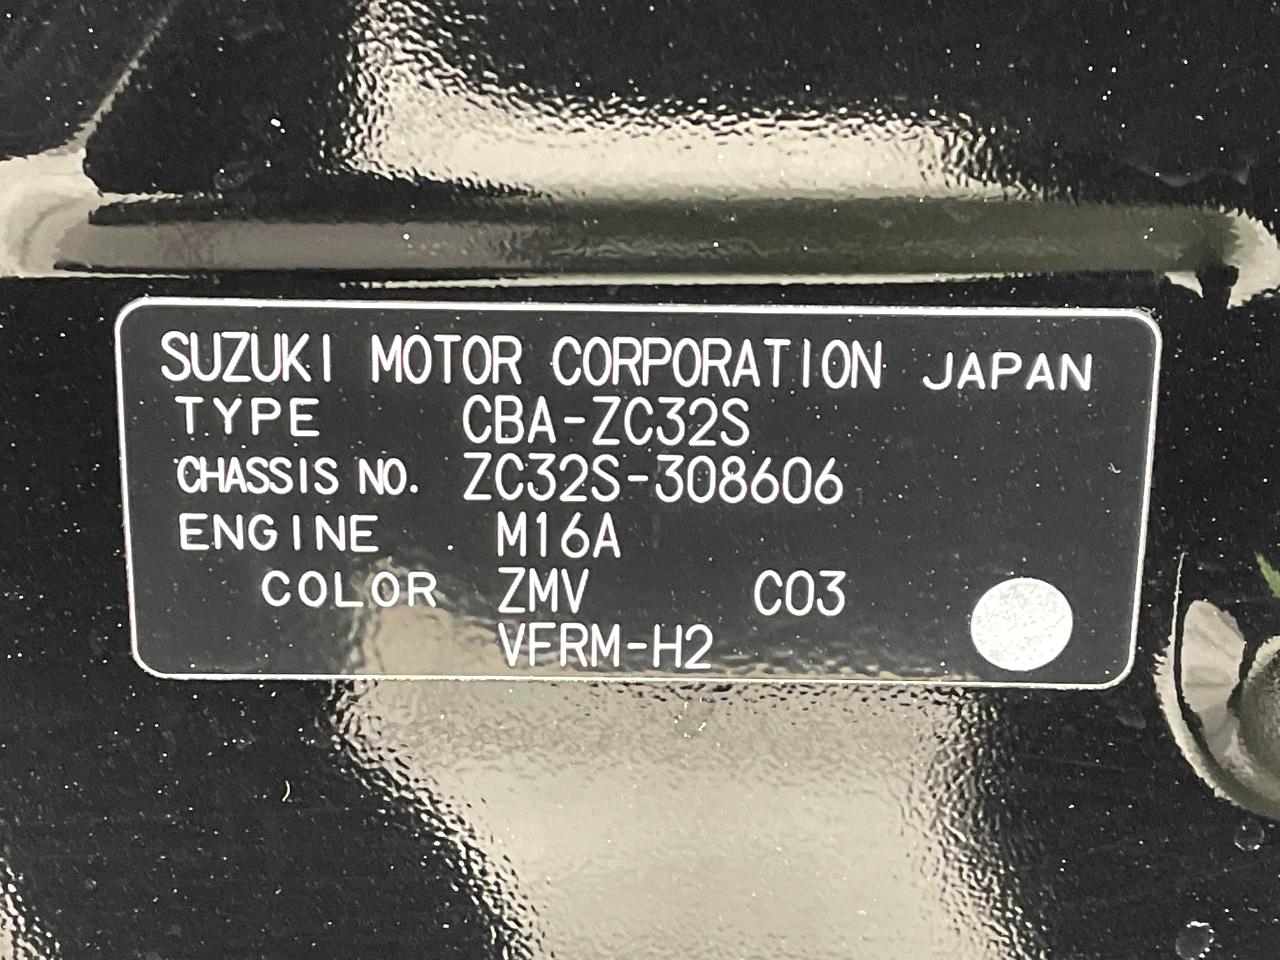 SUZUKI MOTOR CORPORATION JAPAN
TYPE CBA-ZC32S
CHASSIS NO. ZC32S-308606
ENGINE M16A
COLOR ZMV C03
VFRM-H2